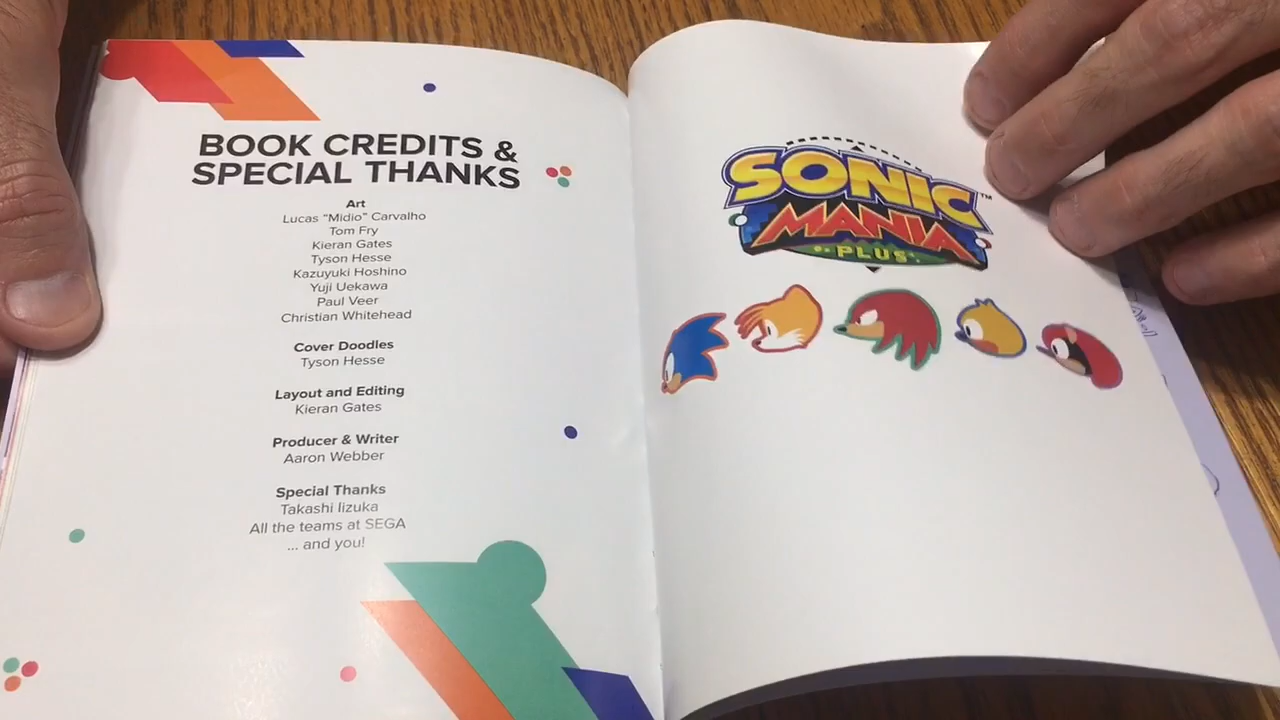 BOOK CREDITS &
SPECIAL THANKS
Art
Lucas “Midio” Carvalho
Tom Fry
Kieran Gates
Tyson Hesse
Kazuyuki Hoshino
Yuji Uekawa
Paul Veer
Christian Whitehead
Cover Doodles
Tyson Hesse
Layout and Editing
Kieran Gates
Producer & Writer
Aaron Webber
Special Thanks
Takashi Iizuka
All the teams at SEGA
... and you!
SONIC™
MANIA
PLUS